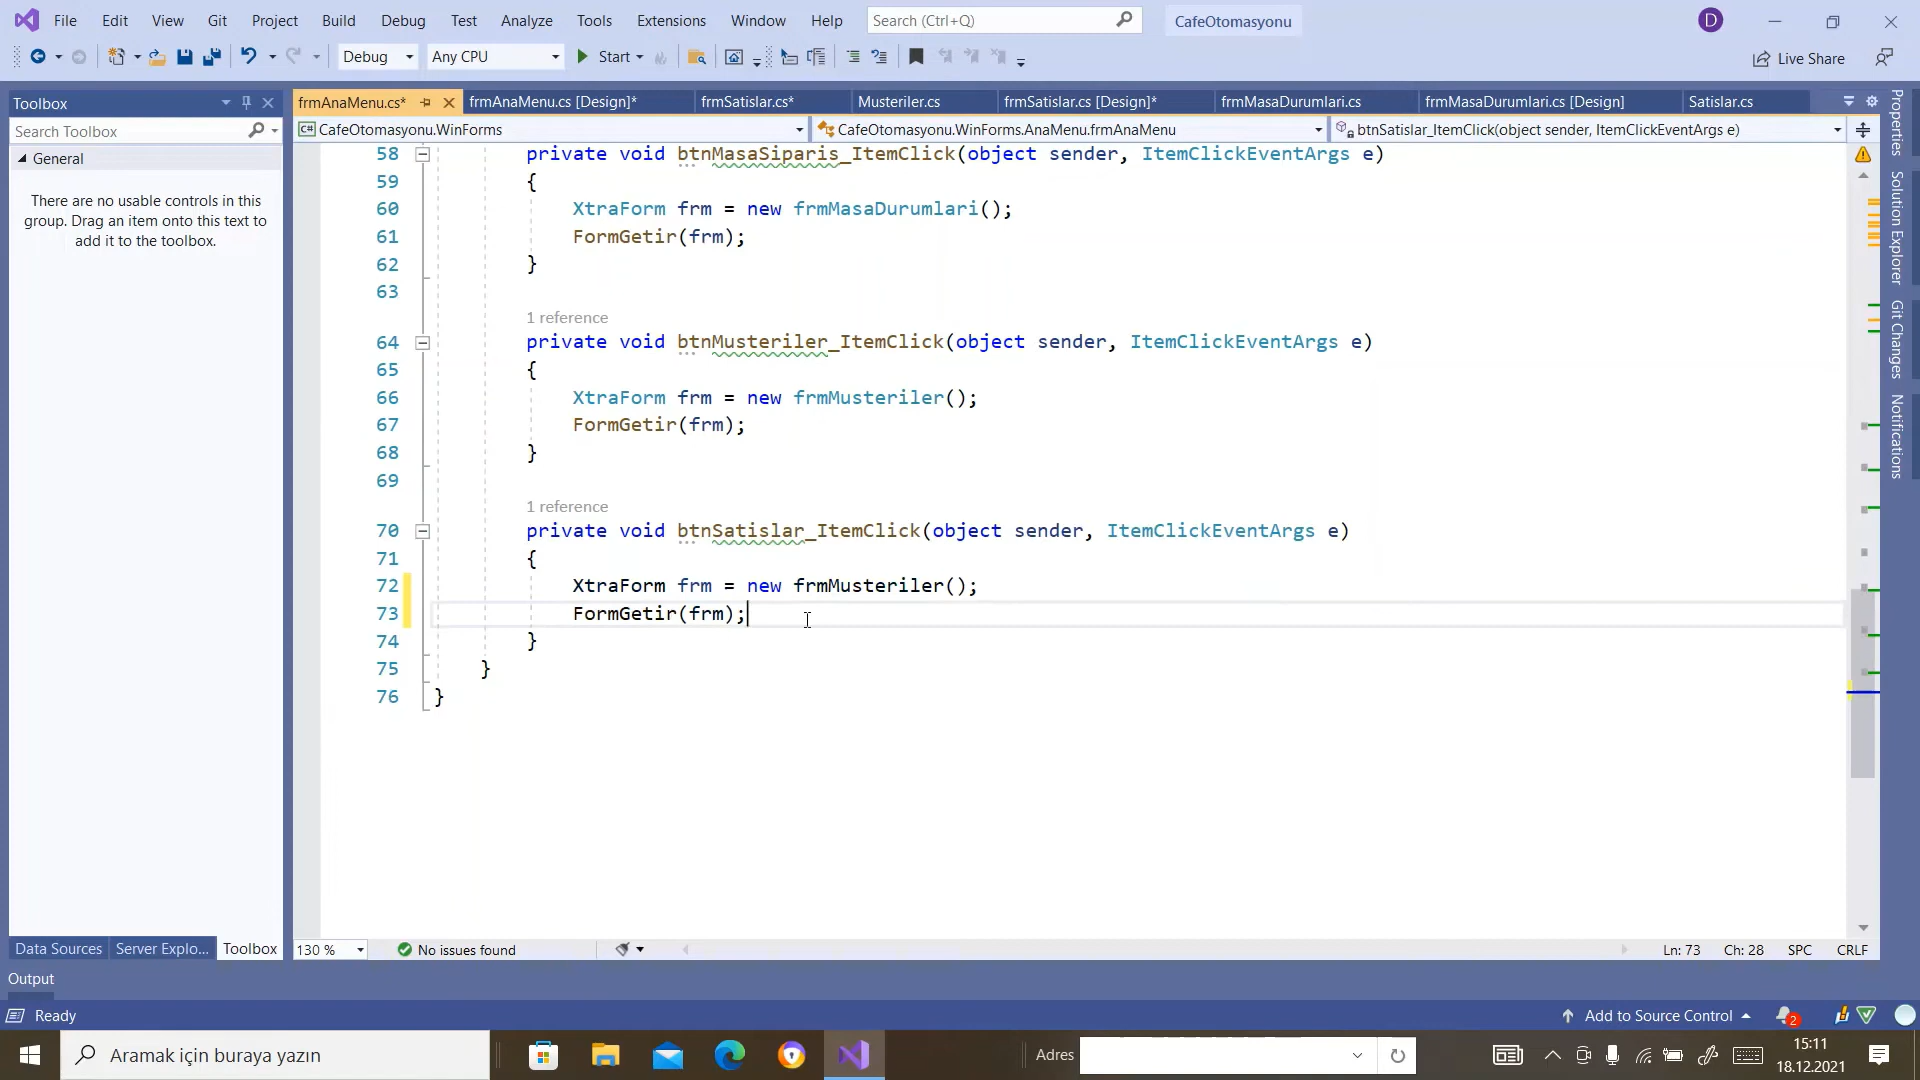 File Edit View Git Project Build Debug Test Analyze Tools Extensions Window Help Search (Ctrl+Q) CafeOtomasyonu D
Debug Any CPU Start Live Share
Toolbox
Search Toolbox
General
There are no usable controls in this
group. Drag an item onto this text to
add it to the toolbox.
frmAnaMenu.cs* frmAnaMenu.cs [Design]* frmSatislar.cs* Musteriler.cs frmSatislar.cs [Design]* frmMasaDurumlari.cs frmMasaDurumlari.cs [Design] Satislar.cs
CafeOtomasyonu.WinForms CafeOtomasyonu.WinForms.AnaMenu.frmAnaMenu btnSatislar_ItemClick(object sender, ItemClickEventArgs e)
58 private void btnMasaSiparis_ItemClick(object sender, ItemClickEventArgs e)
59 {
60 XtraForm frm = new frmMasaDurumlari();
61 FormGetir(frm);
62 }
63
1 reference
64 private void btnMusteriler_ItemClick(object sender, ItemClickEventArgs e)
65 {
66 XtraForm frm = new frmMusteriler();
67 FormGetir(frm);
68 }
69
1 reference
70 private void btnSatislar_ItemClick(object sender, ItemClickEventArgs e)
71 {
72 XtraForm frm = new frmMusteriler();
73 FormGetir(frm);
74 }
75 }
76 }
Properties
Solution Explorer
Git Changes
Notifications
Data Sources Server Explo... Toolbox
130 % No issues found Ln: 73 Ch: 28 SPC CRLF
Output
Ready Add to Source Control 2
Aramak için buraya yazın Adres 15:11
18.12.2021